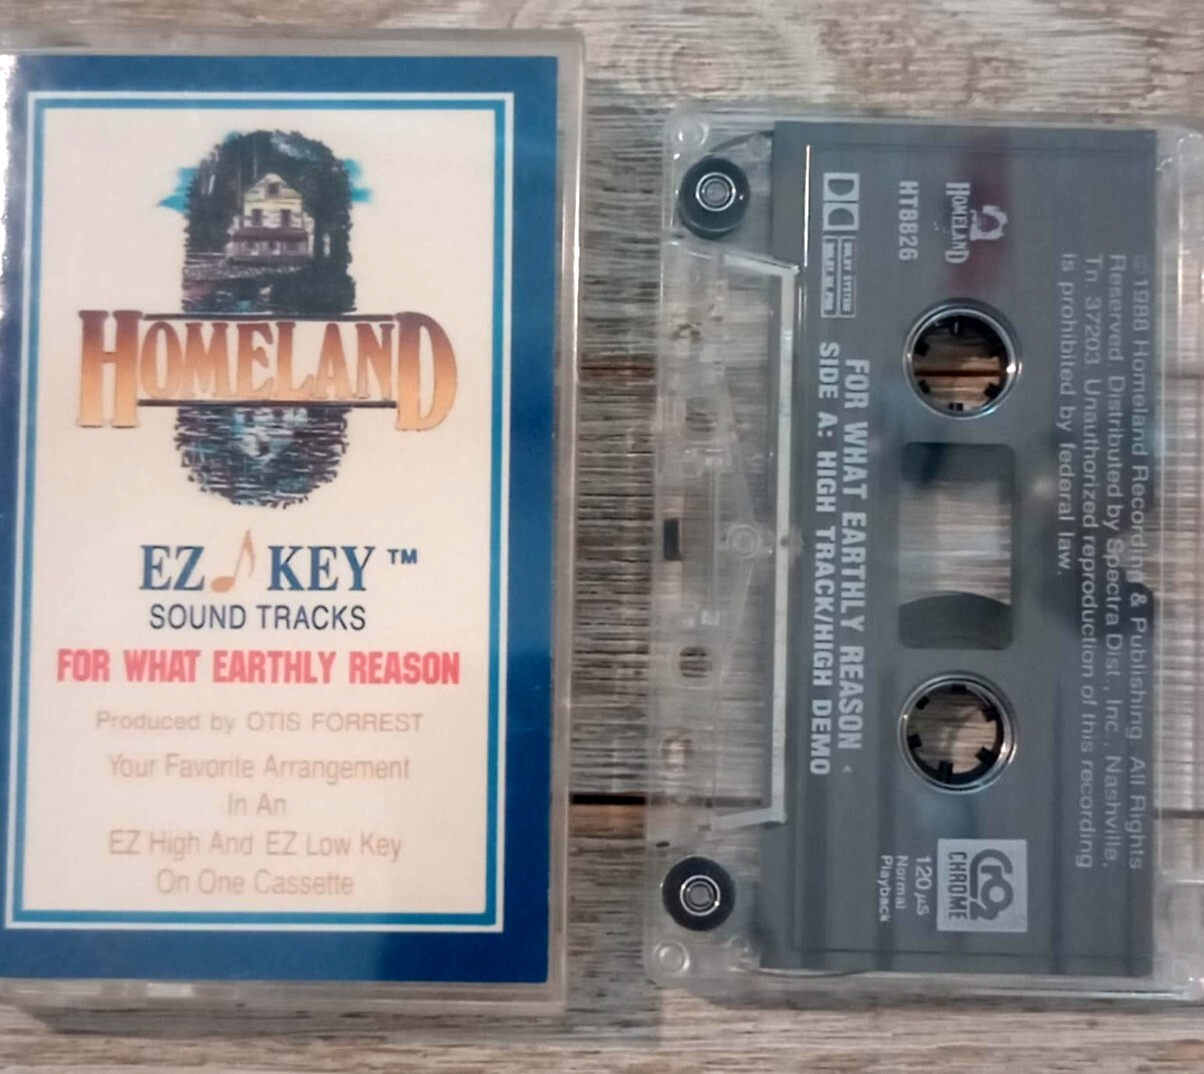 HOMELAND
EZ KEY™
SOUND TRACKS
FOR WHAT EARTHLY REASON
Produced by OTIS FORREST
Your Favorite Arrangement
In An
EZ High And EZ Low Key
On One Cassette
©1988 Homeland Recording & Publishing. All Rights
Reserved. Distributed by Spectra Dist., Inc., Nashville,
Tn. 37203. Unauthorized reproduction of this recording
is prohibited by federal law.
HOMELAND
HT8826
DOLBY SYSTEM
FOR WHAT EARTHLY REASON
SIDE A: HIGH TRACK/HIGH DEMO
CHROME
120 µS
Normal
Playback